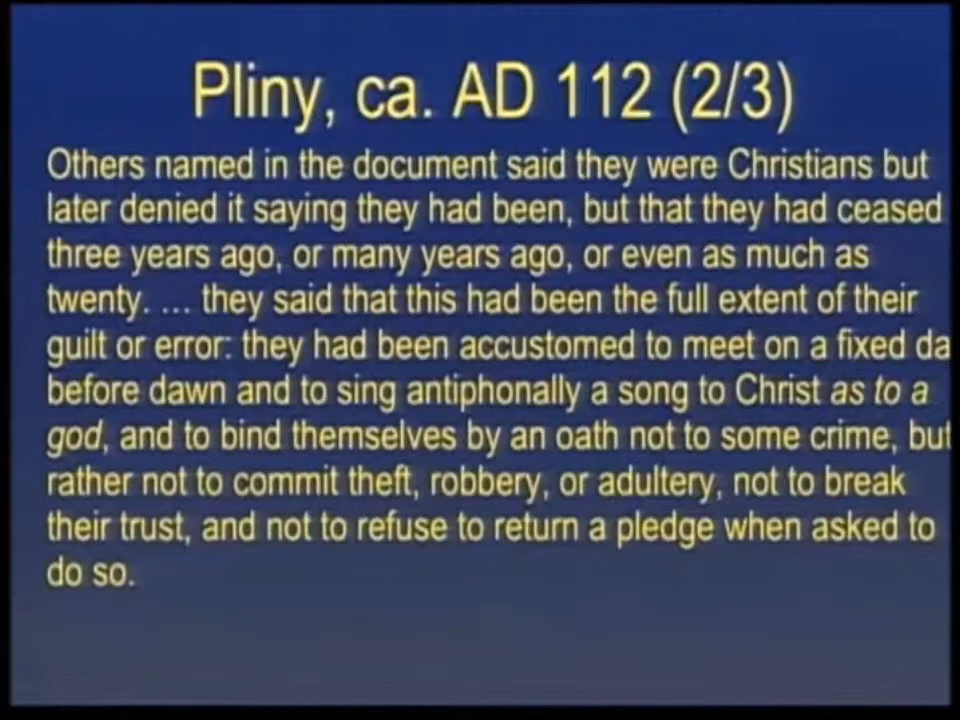 Pliny, ca. AD 112 (2/3)
Others named in the document said they were Christians but
later denied it saying they had been, but that they had ceased
three years ago, or many years ago, or even as much as
twenty. … they said that this had been the full extent of their
guilt or error: they had been accustomed to meet on a fixed da
before dawn and to sing antiphonally a song to Christ as to a
god, and to bind themselves by an oath not to some crime, but
rather not to commit theft, robbery, or adultery, not to break
their trust, and not to refuse to return a pledge when asked to
do so.